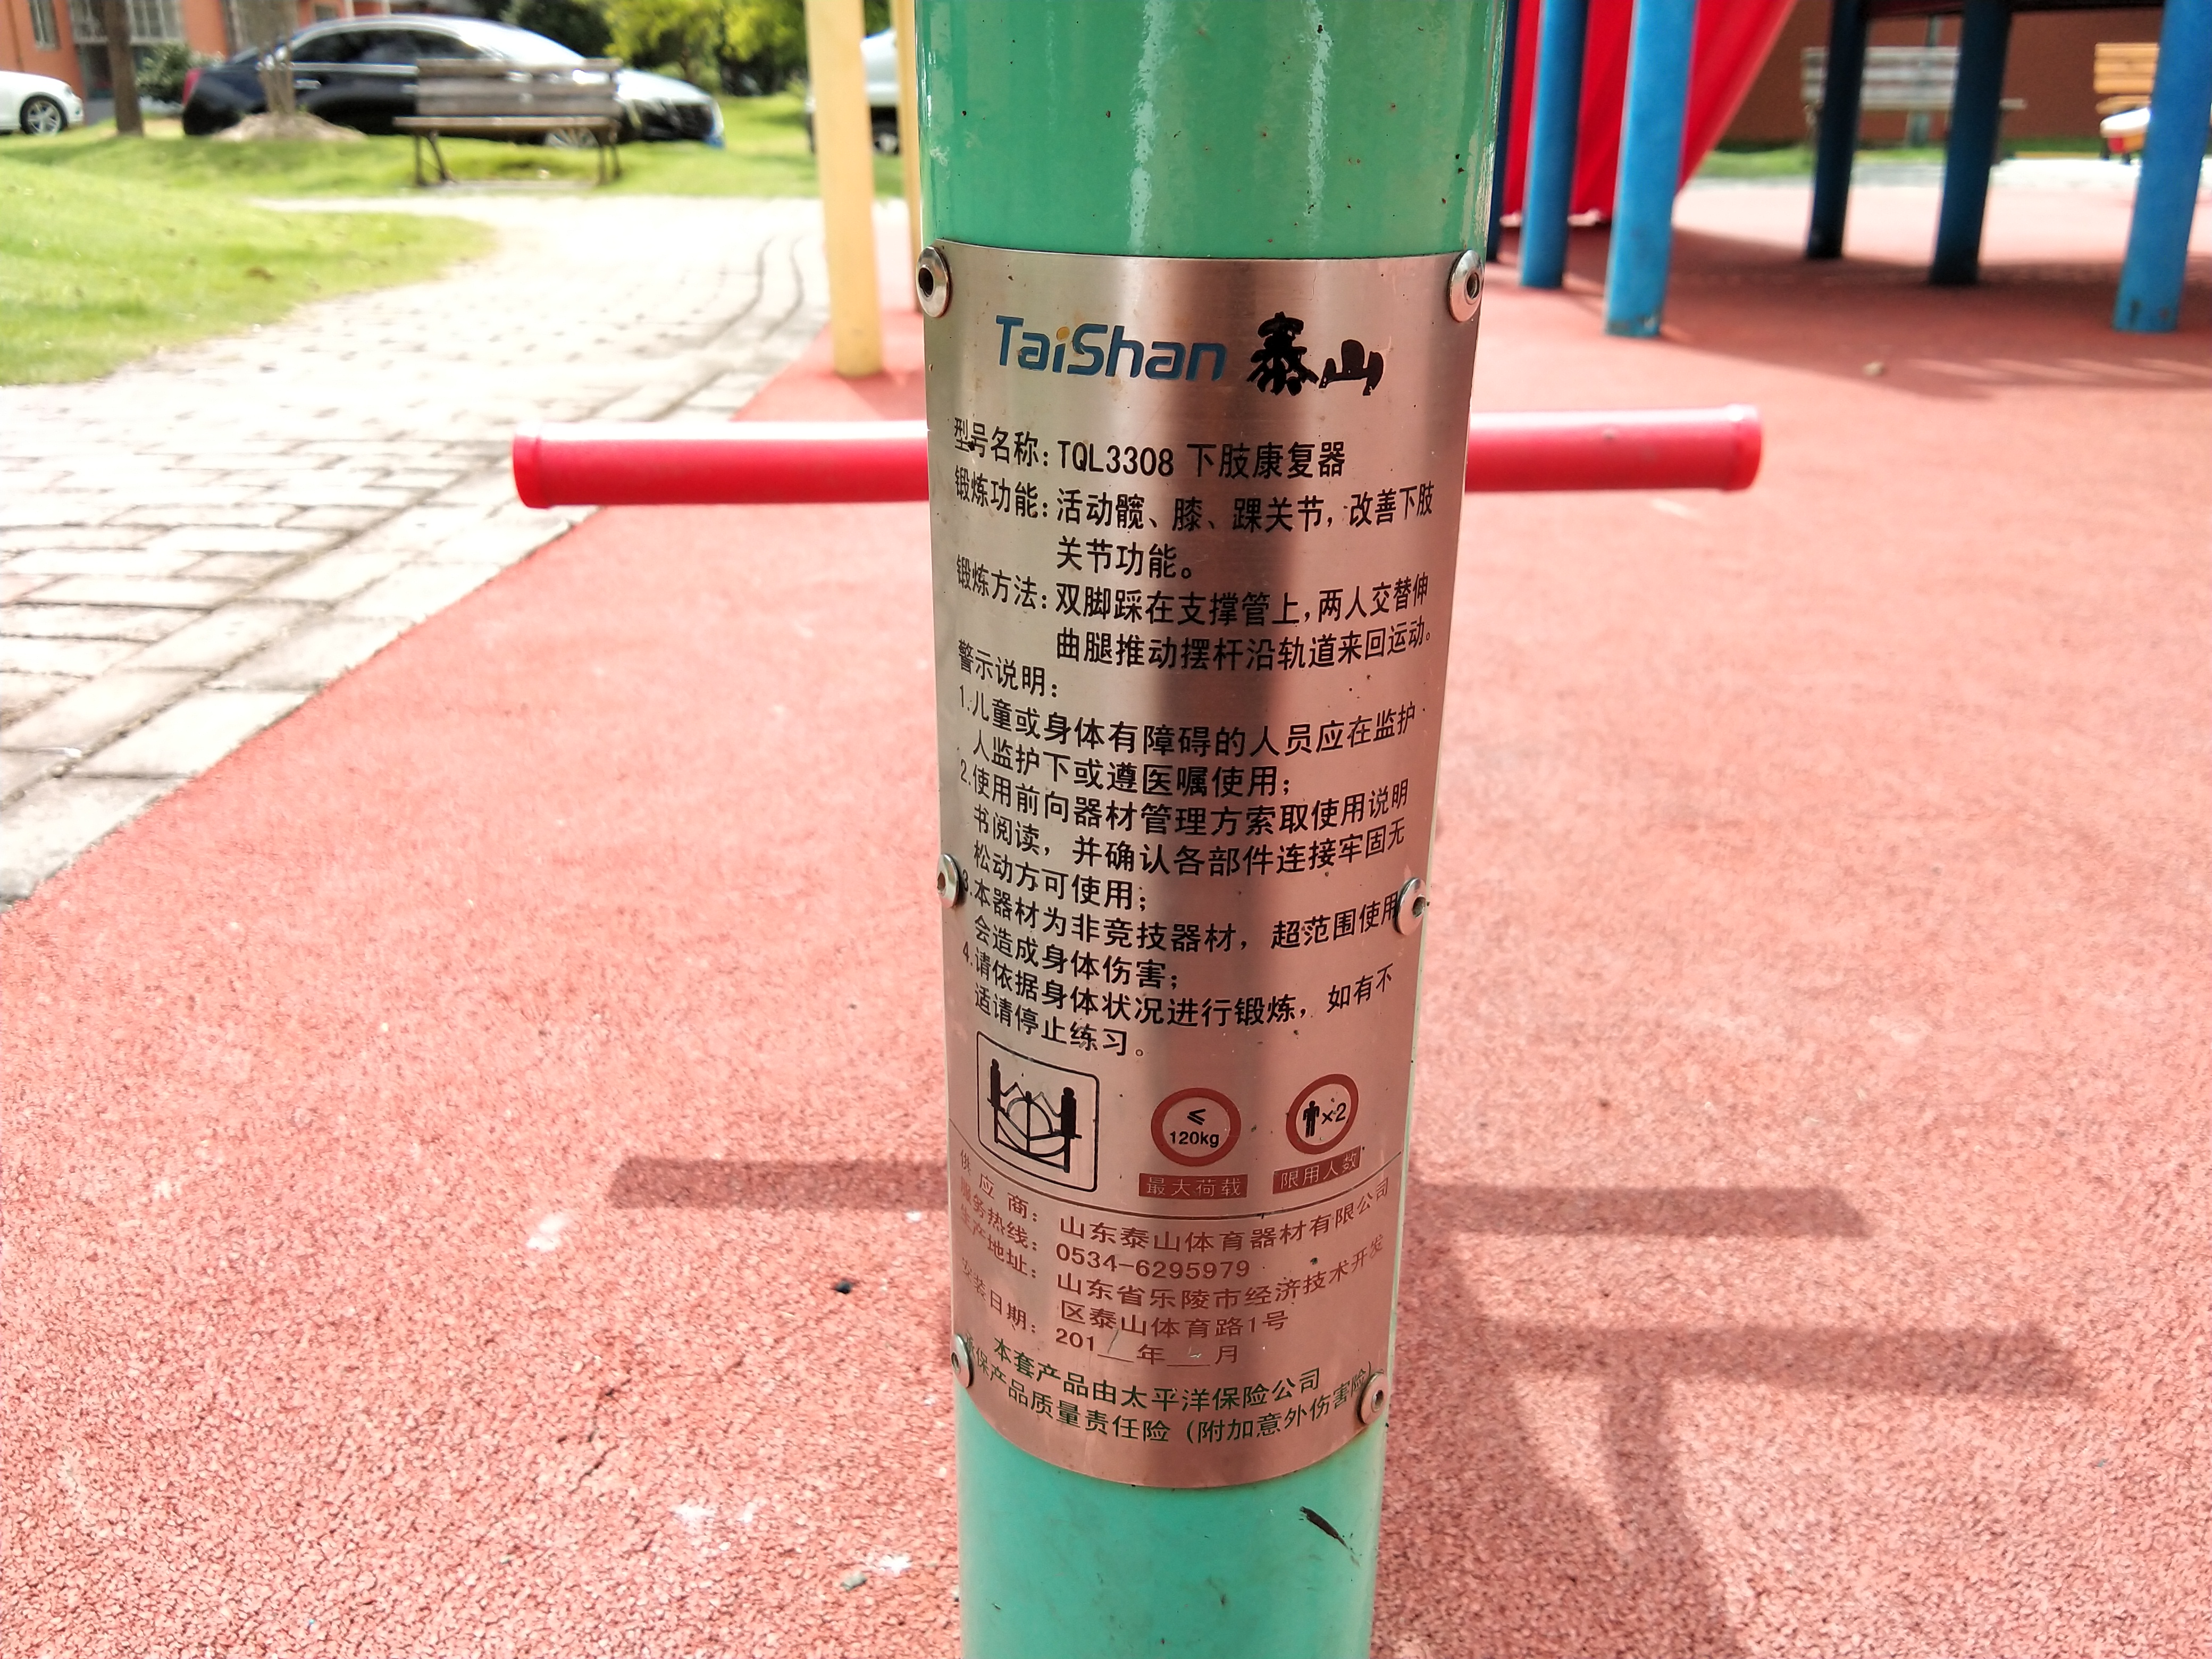 TaiShan 泰山
型号名称: TQL3308 下肢康复器
锻炼功能: 活动髋、膝、踝关节, 改善下肢
关节功能。
锻炼方法: 双脚踩在支撑管上, 两人交替伸
曲腿推动摆杆沿轨道来回运动。
警示说明:
1.儿童或身体有障碍的人员应在监护
人监护下或遵医嘱使用;
2.使用前向器材管理方索取使用说明
书阅读, 并确认各部件连接牢固无
松动方可使用;
3.本器材为非竞技器材, 超范围使用
会造成身体伤害;
4.请依据身体状况进行锻炼, 如有不
适请停止练习。
≤ 120kg
×2
最大荷载
限用人数
供应商: 山东泰山体育器材有限公司
服务热线: 0534-6295979
生产地址: 山东省乐陵市经济技术开发
区泰山体育路1号
安装日期: 201__年__月
本套产品由太平洋保险公司
承保产品质量责任险 (附加意外伤害险)